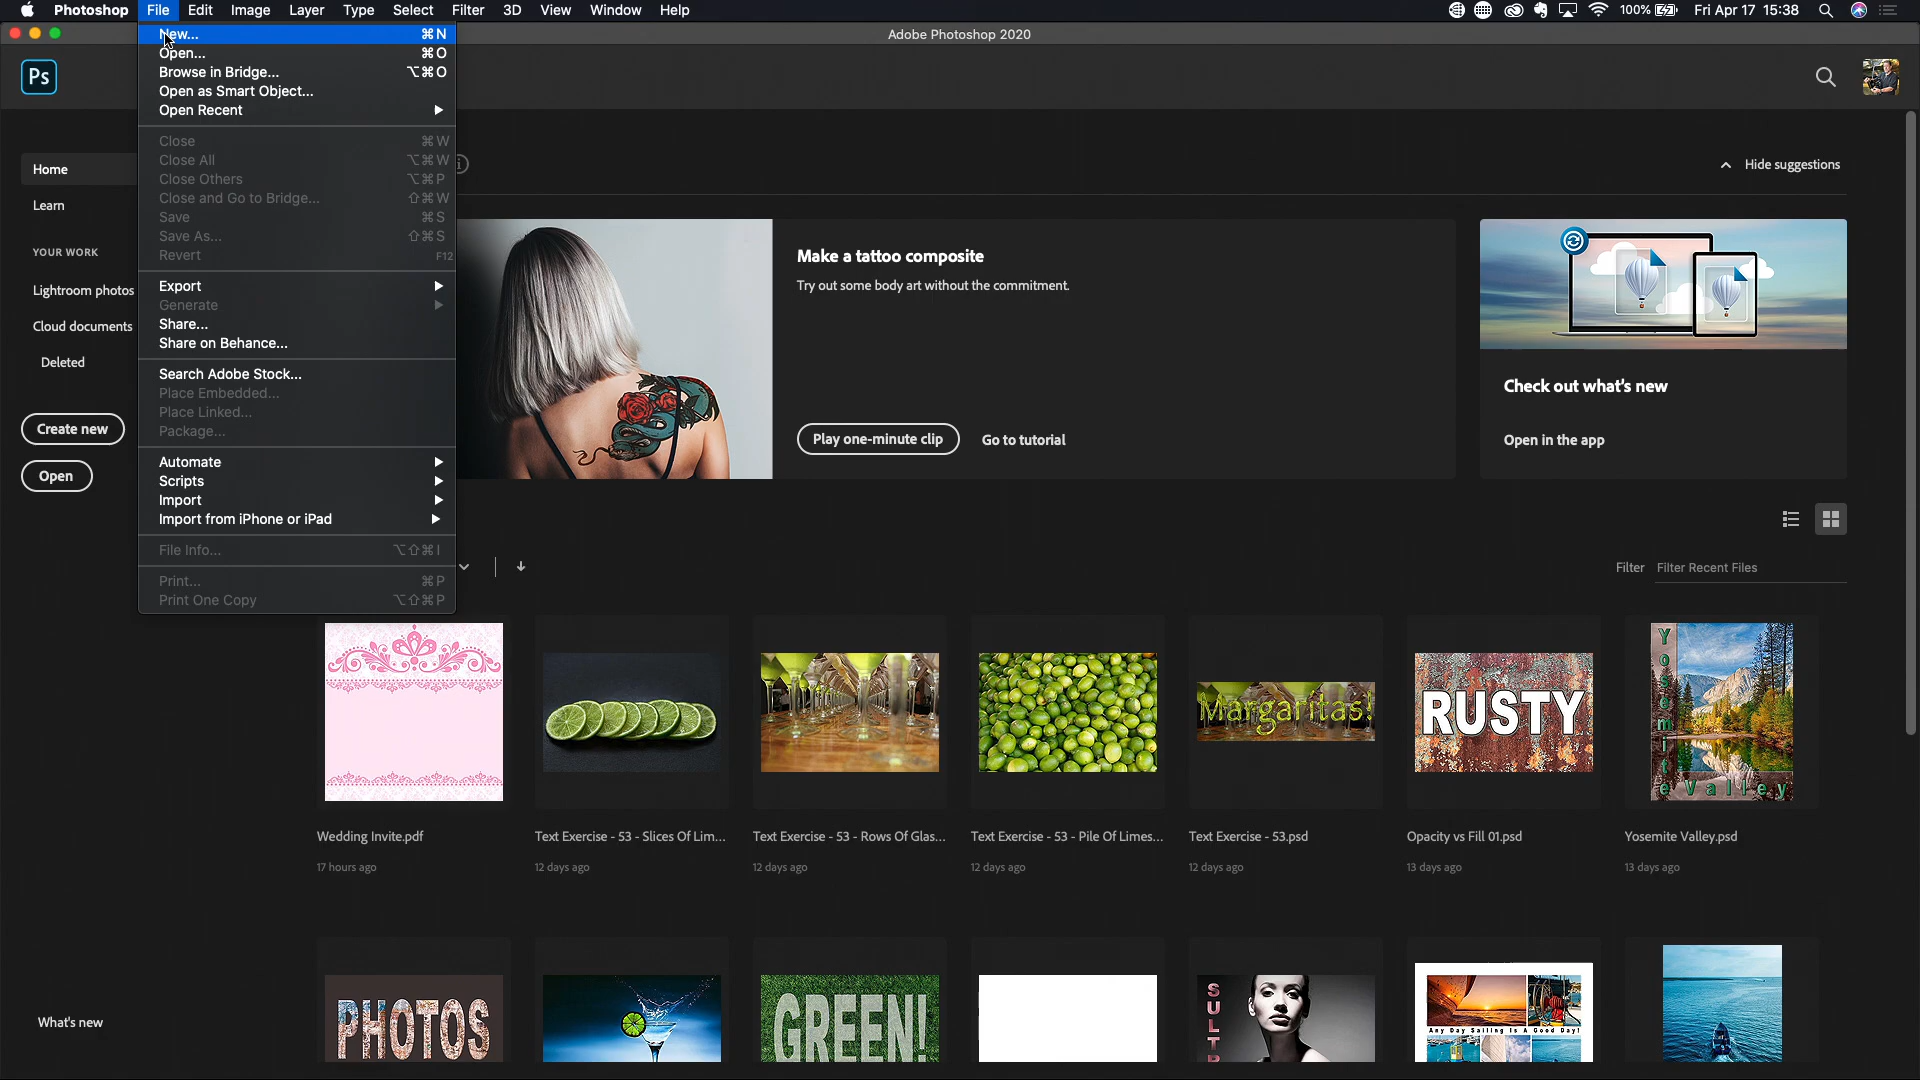 Photoshop File Edit Image Layer Type Select Filter 3D View Window Help 100% Fri Apr 17 15:38
Adobe Photoshop 2020
Ps
New... ⌘N
Open... ⌘O
Browse in Bridge... ⌥⌘O
Open as Smart Object...
Open Recent
Close ⌘W
Close All ⌥⌘W
Close Others ⌥⌘P
Close and Go to Bridge... ⇧⌘W
Save ⌘S
Save As... ⇧⌘S
Revert F12
Export
Generate
Share...
Share on Behance...
Search Adobe Stock...
Place Embedded...
Place Linked...
Package...
Automate
Scripts
Import
Import from iPhone or iPad
File Info... ⌥⇧⌘I
Print... ⌘P
Print One Copy ⌥⇧⌘P
Home
Learn
YOUR WORK
Lightroom photos
Cloud documents
Deleted
Create new
Open
What's new
Hide suggestions
Make a tattoo composite
Try out some body art without the commitment.
Play one-minute clip Go to tutorial
Check out what's new
Open in the app
Filter Filter Recent Files
Margaritas!
RUSTY
Yosemite Valley
Wedding Invite.pdf
17 hours ago
Text Exercise - 53 - Slices Of Lim...
12 days ago
Text Exercise - 53 - Rows Of Glas...
12 days ago
Text Exercise - 53 - Pile Of Limes...
12 days ago
Text Exercise - 53.psd
12 days ago
Opacity vs Fill 01.psd
13 days ago
Yosemite Valley.psd
13 days ago
PHOTOS
GREEN!
SULTR
Any Day Sailing Is A Good Day!